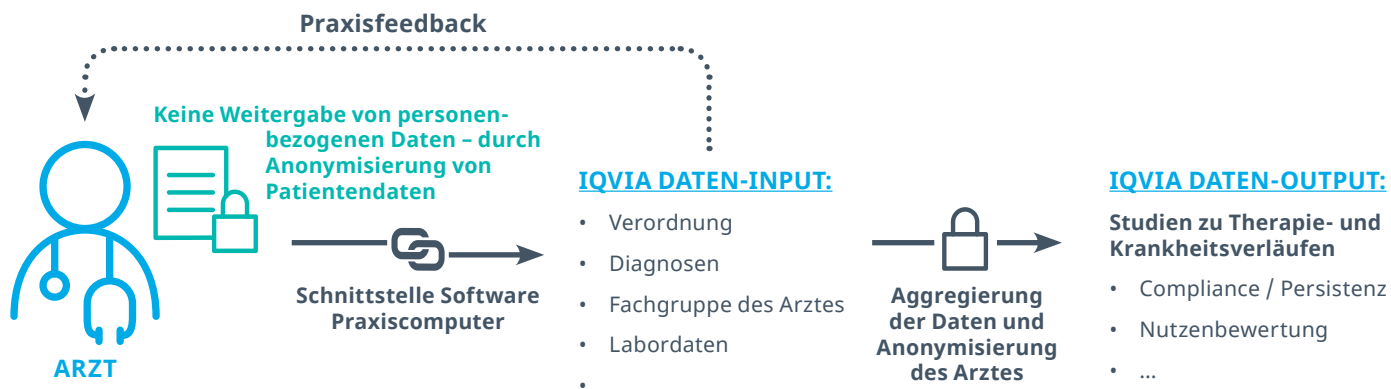 Praxisfeedback
Keine Weitergabe von personen-
bezogenen Daten – durch
Anonymisierung von
Patientendaten
ARZT
Schnittstelle Software
Praxiscomputer
IQVIA DATEN-INPUT:
• Verordnung
• Diagnosen
• Fachgruppe des Arztes
• Labordaten
•
Aggregierung
der Daten und
Anonymisierung
des Arztes
IQVIA DATEN-OUTPUT:
Studien zu Therapie- und
Krankheitsverläufen
• Compliance / Persistenz
• Nutzenbewertung
• ...